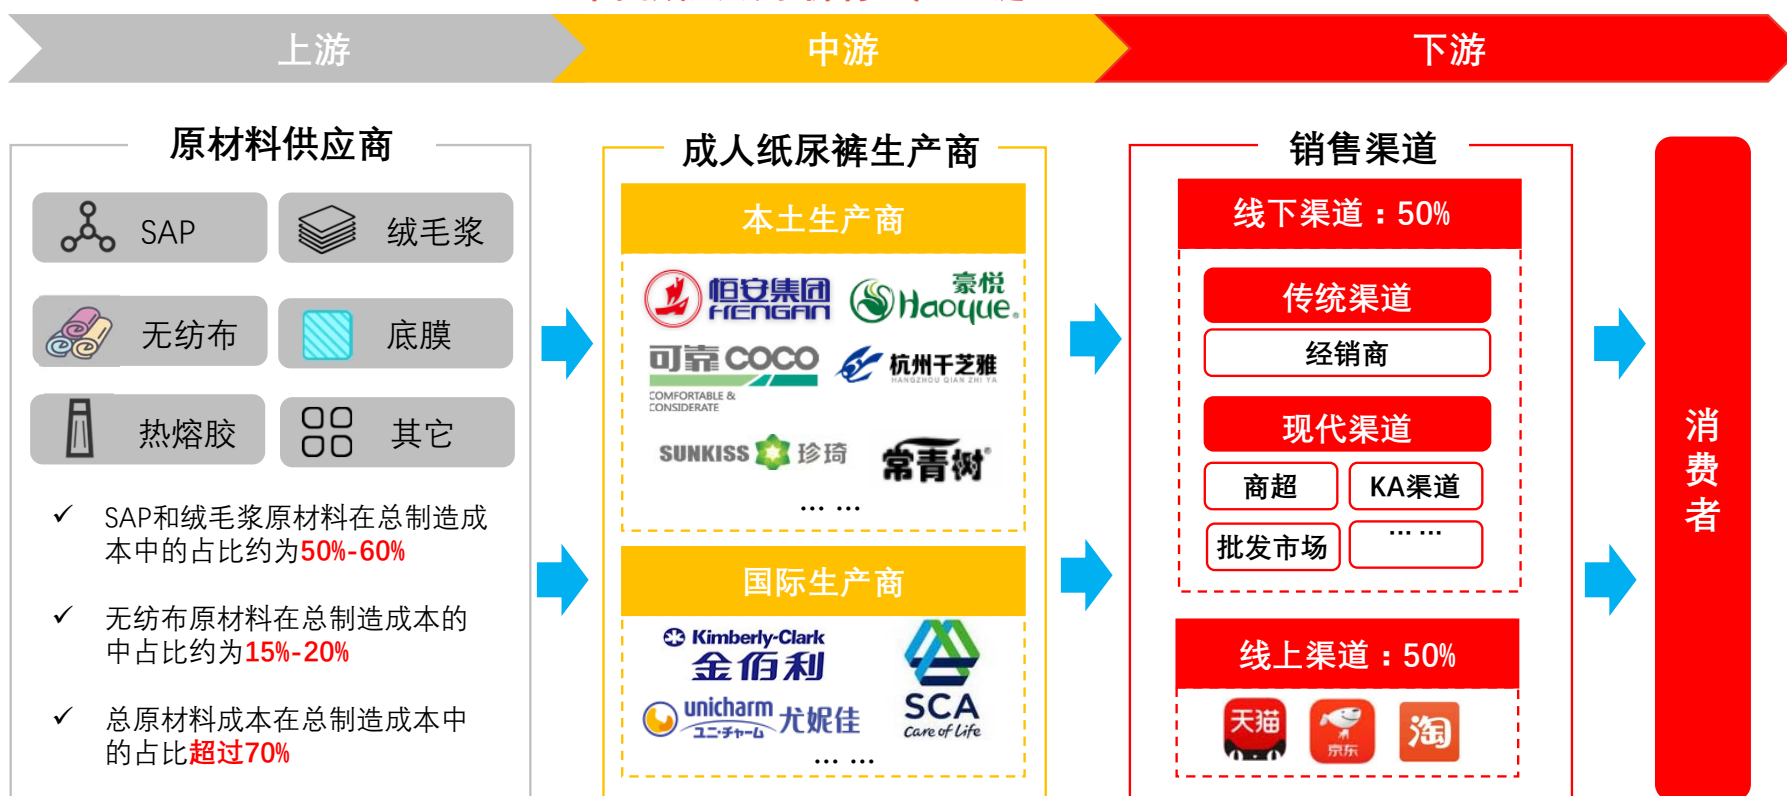 上游
中游
下游
原材料供应商
SAP
绒毛浆
无纺布
底膜
热熔胶
其它
✓ SAP和绒毛浆原材料在总制造成
本中的占比约为50%-60%
✓ 无纺布原材料在总制造成本的
中占比约为15%-20%
✓ 总原材料成本在总制造成本中
的占比超过70%
成人纸尿裤生产商
本土生产商
恒安集团
HENGAN
豪悦
Haoyue
可靠 COCO
COMFORTABLE &
CONSIDERATE
杭州千芝雅
HANGZHOU QIAN ZHI YA
SUNKISS 珍琦
常青树
... ...
国际生产商
Kimberly-Clark
金佰利
unicharm
ユニ・チャーム
尤妮佳
SCA
Care of Life
... ...
销售渠道
线下渠道：50%
传统渠道
经销商
现代渠道
商超
KA渠道
批发市场
... ...
线上渠道：50%
天猫
京东
淘
消费者